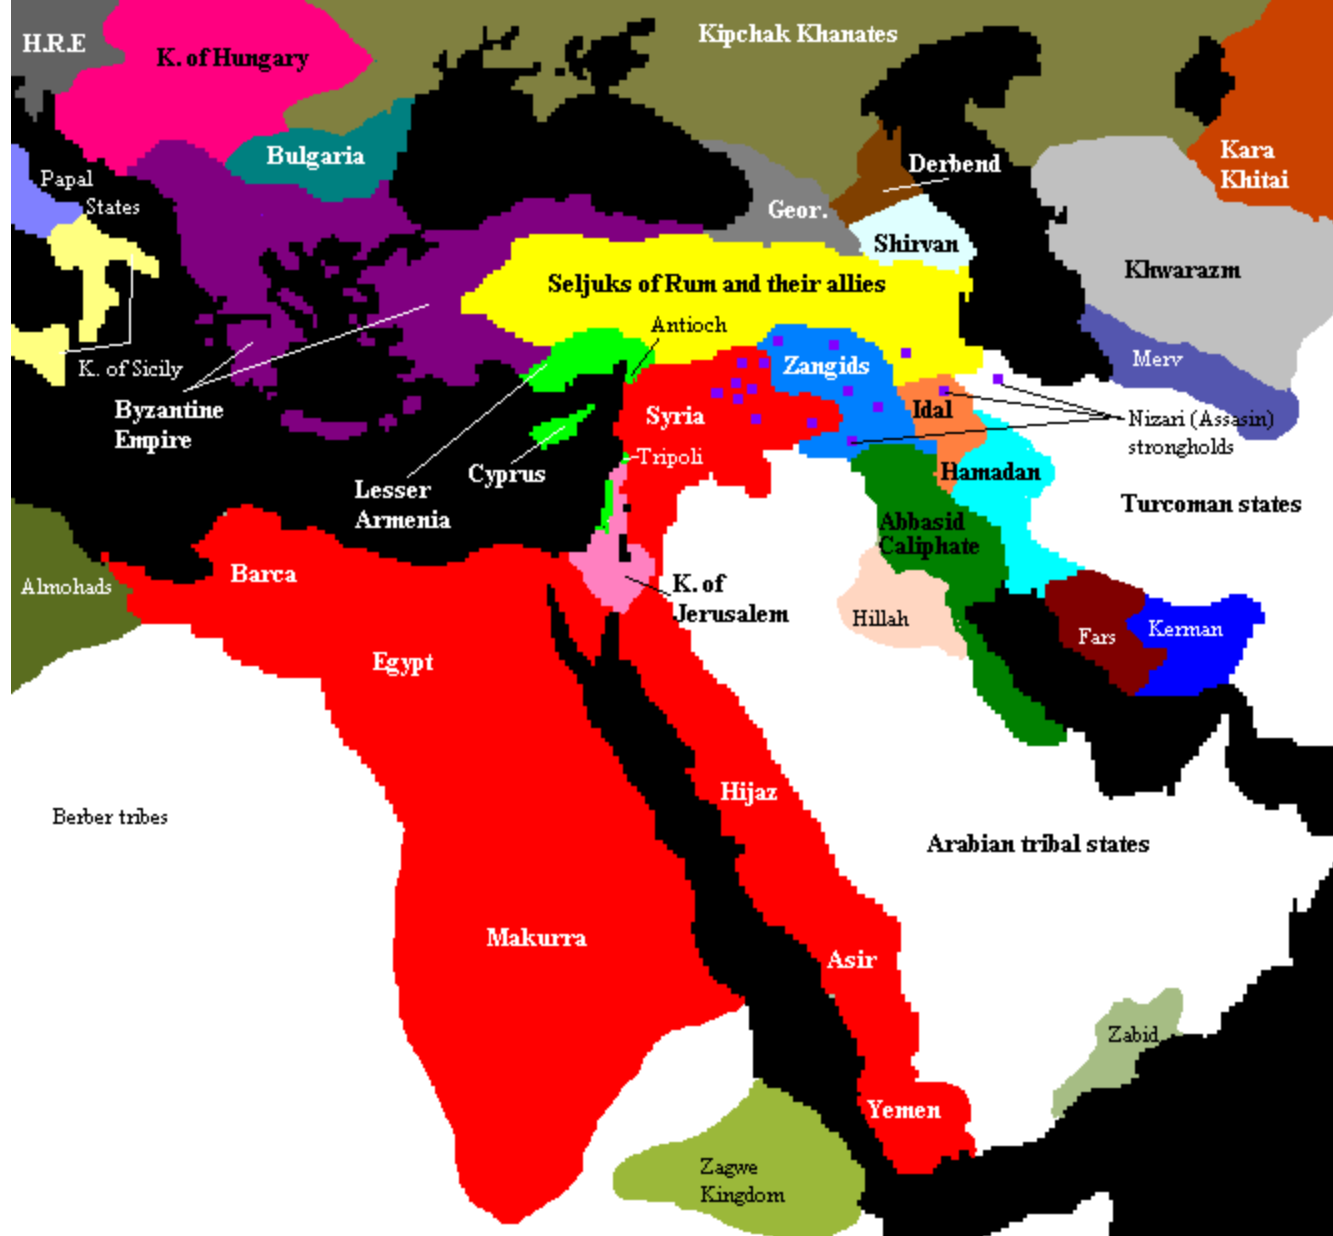 H.R.E
K. of Hungary
Kipchak Khanates
Bulgaria
Derbend
Kara
Khitai
Papal
States
Geor.
Shirvan
Khwarazm
Seljuks of Rum and their allies
Antioch
K. of Sicily
Zangids
Merv
Byzantine
Empire
Syria
Idal
Nizari (Assasin)
strongholds
Tripoli
Cyprus
Hamadan
Lesser
Armenia
Turcoman states
Abbasid
Caliphate
Almohads
Barca
K. of
Jerusalem
Hillah
Fars
Kerman
Egypt
Hijaz
Berber tribes
Arabian tribal states
Makurra
Asir
Zabid
Yemen
Zagwe
Kingdom